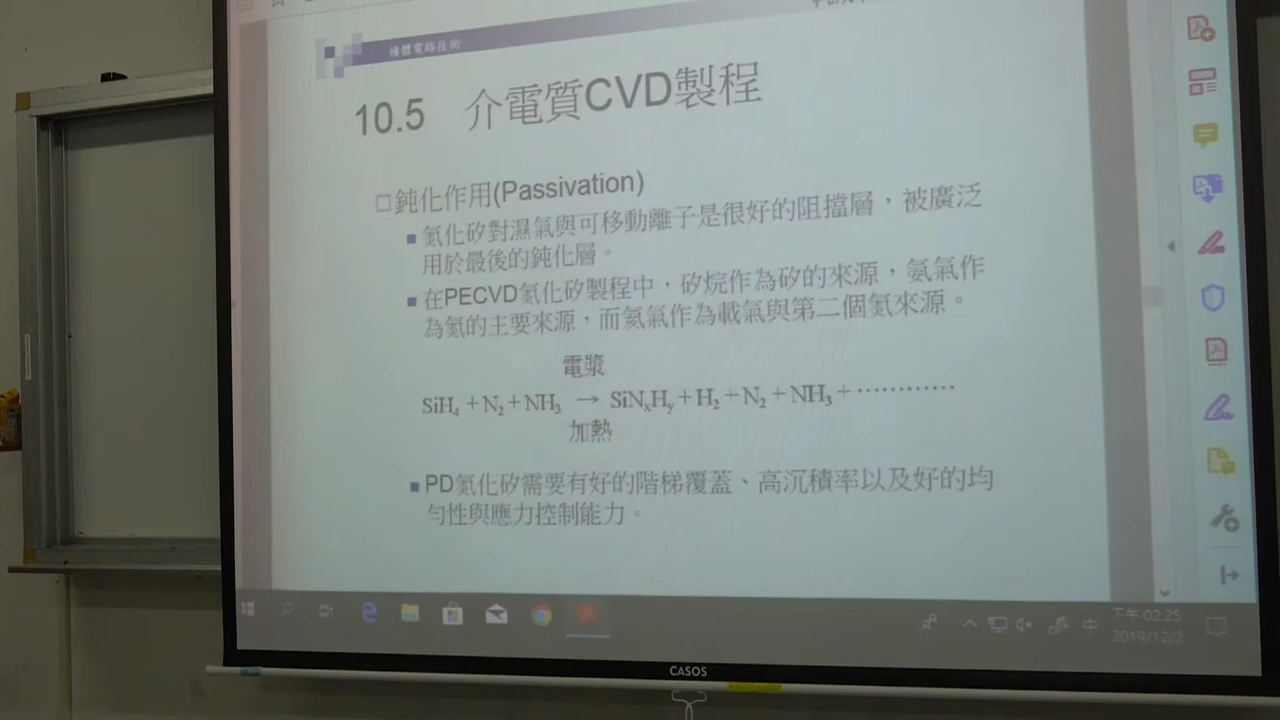 積體電路技術
10.5 介電質CVD製程
鈍化作用(Passivation)
氮化矽對濕氣與可移動離子是很好的阻擋層，被廣泛
用於最後的鈍化層。
在PECVD氮化矽製程中，矽烷作為矽的來源，氨氣作
為氮的主要來源，而氮氣作為載氣與第二個氮來源。
電漿
SiH₄ + N₂ + NH₃ → SiNₓHᵧ + H₂ + N₂ + NH₃ + …………
加熱
PD氮化矽需要有好的階梯覆蓋、高沉積率以及好的均
勻性與應力控制能力。
中
下午 02:25
2019/12/2
CASOS